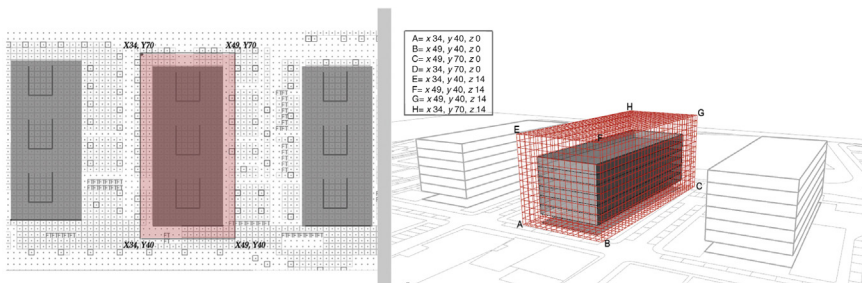 X34, Y70
X49, Y70
X34, Y40
X49, Y40
A= x 34, y 40, z 0
B= x 49, y 40, z 0
C= x 49, y 70, z 0
D= x 34, y 70, z 0
E= x 34, y 40, z 14
F= x 49, y 40, z 14
G= x 49, y 40, z 14
H= x 34, y 70, z 14
H
G
E
F
C
A
B